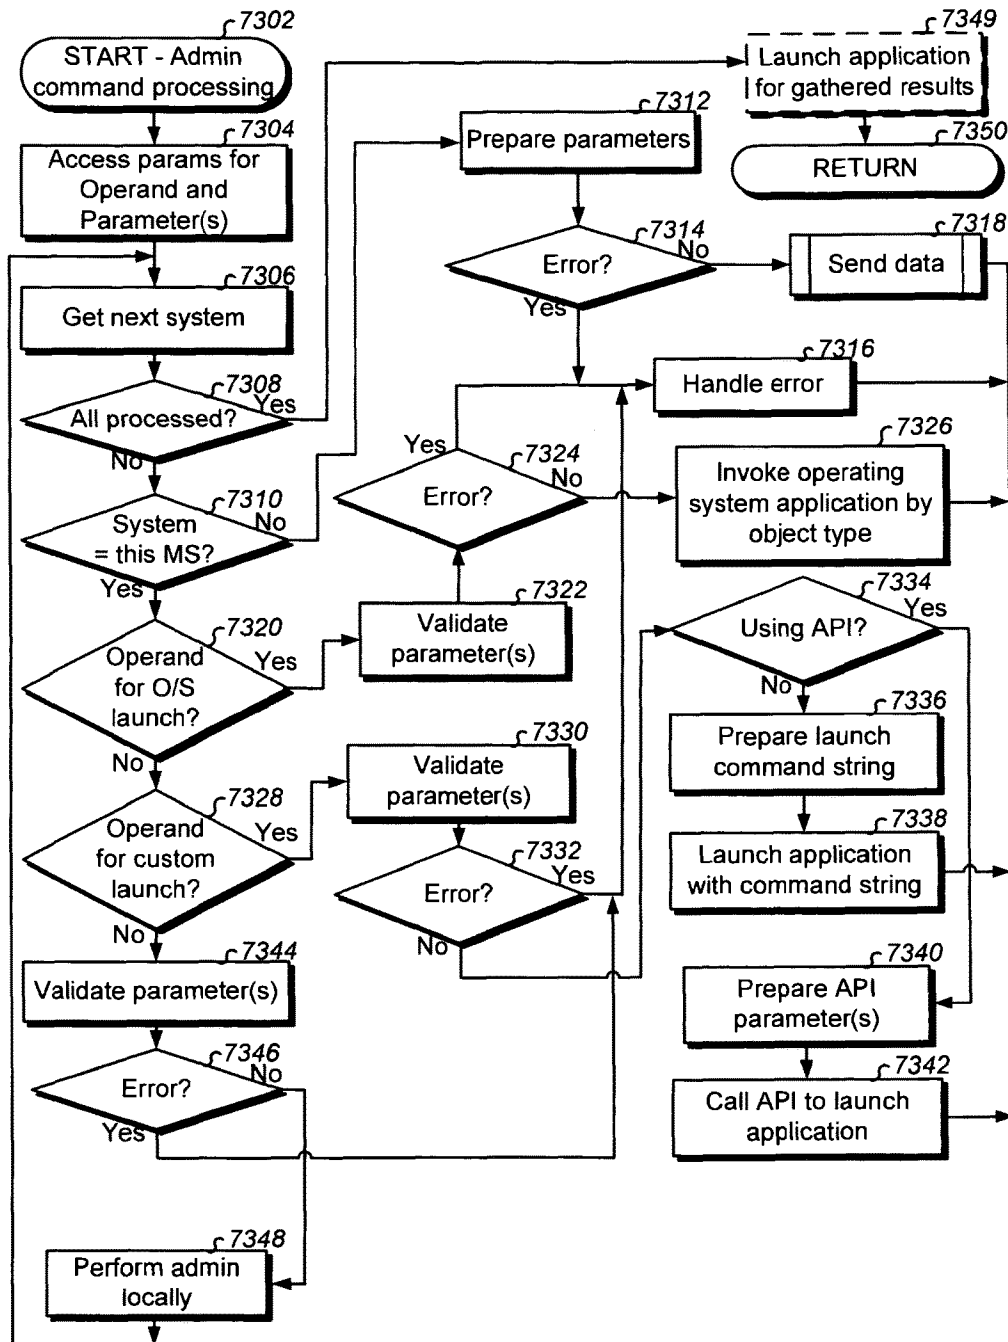 7302
START - Admin
command processing
7304
Access params for
Operand and
Parameter(s)
7306
Get next system
7308
All processed?
Yes
No
7310
System
= this MS?
No
Yes
7320
Operand
for O/S
launch?
Yes
No
7328
Operand
for custom
launch?
Yes
No
7344
Validate parameter(s)
7346
Error?
No
Yes
7348
Perform admin
locally
7312
Prepare parameters
7314
Error?
No
Yes
7316
Handle error
7318
Send data
7322
Validate
parameter(s)
7324
Error?
Yes
No
7326
Invoke operating
system application by
object type
7330
Validate
parameter(s)
7332
Error?
Yes
No
7334
Using API?
Yes
No
7336
Prepare launch
command string
7338
Launch application
with command string
7340
Prepare API
parameter(s)
7342
Call API to launch
application
7349
Launch application
for gathered results
7350
RETURN